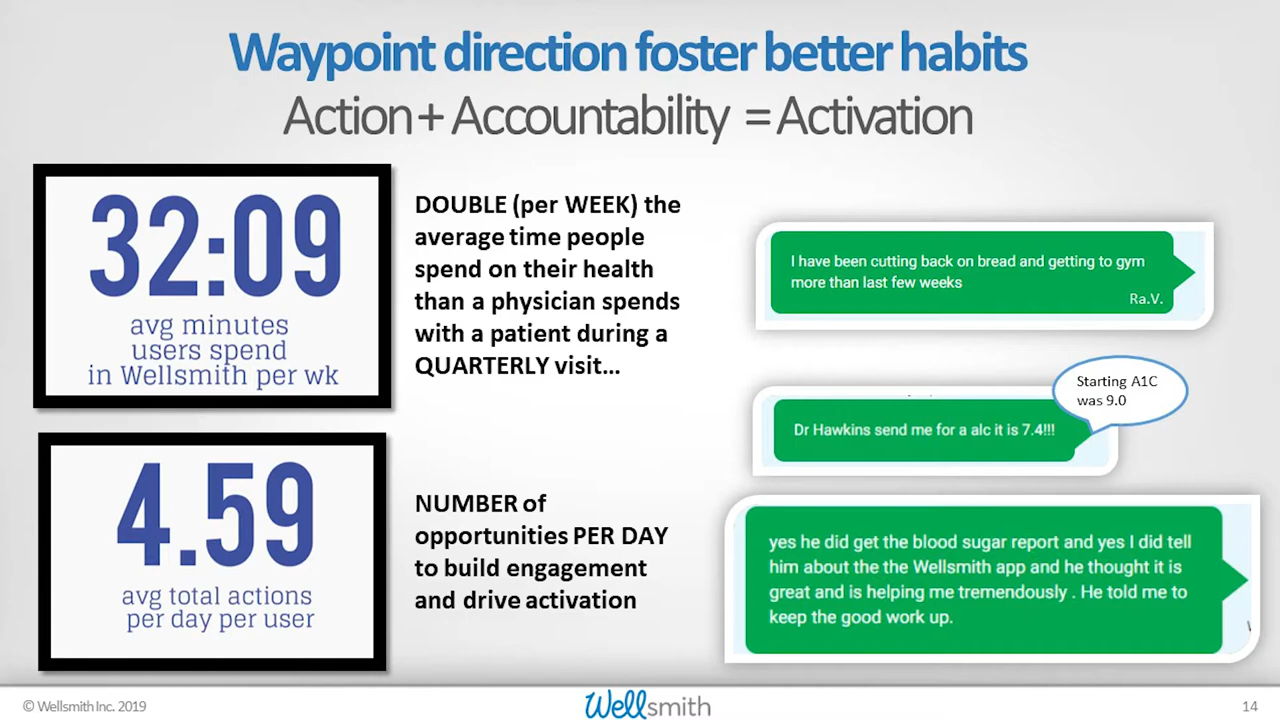 Waypoint direction foster better habits
Action + Accountability = Activation
32:09
avg minutes
users spend
in Wellsmith per wk
DOUBLE (per WEEK) the
average time people
spend on their health
than a physician spends
with a patient during a
QUARTERLY visit...
I have been cutting back on bread and getting to gym
more than last few weeks
Ra.V.
Starting A1C
was 9.0
Dr Hawkins send me for a alc it is 7.4!!!
4.59
avg total actions
per day per user
NUMBER of
opportunities PER DAY
to build engagement
and drive activation
yes he did get the blood sugar report and yes I did tell
him about the the Wellsmith app and he thought it is
great and is helping me tremendously . He told me to
keep the good work up.
© Wellsmith Inc. 2019
Wellsmith
14